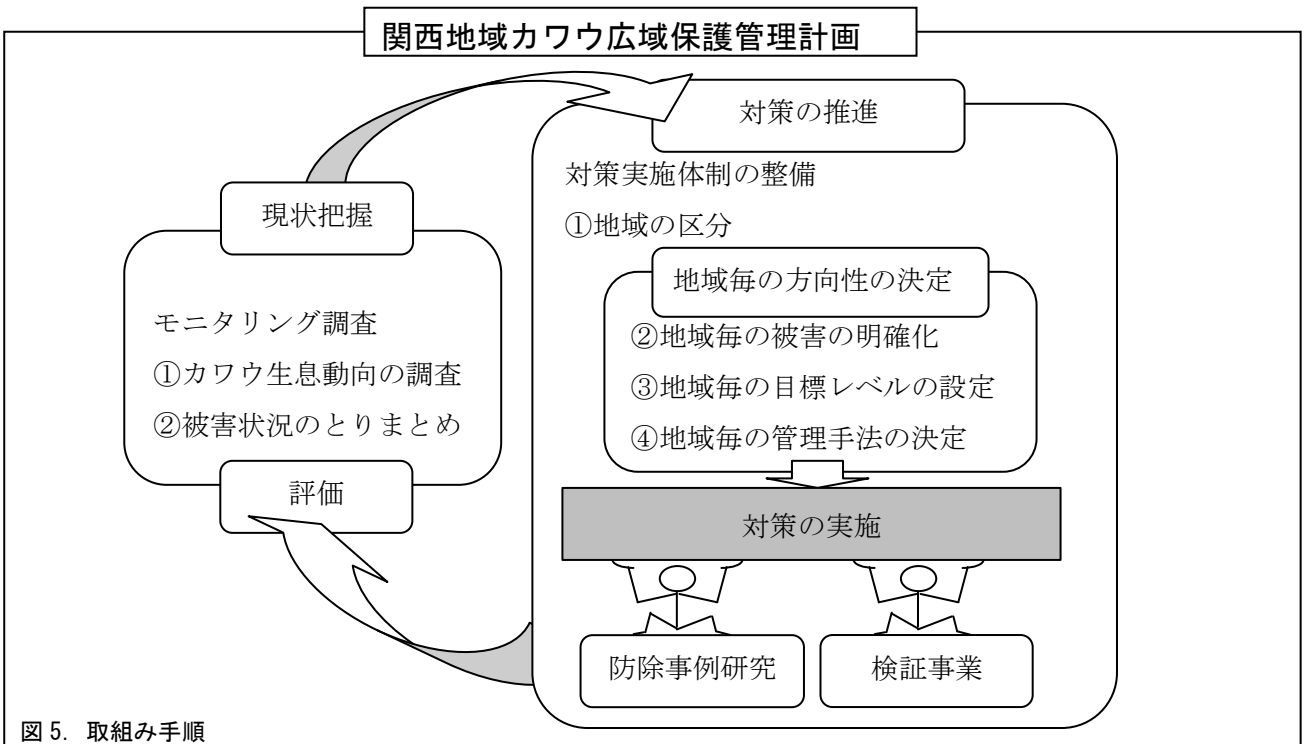 関西地域カワウ広域保護管理計画
対策の推進
対策実施体制の整備
①地域の区分
地域毎の方向性の決定
②地域毎の被害の明確化
③地域毎の目標レベルの設定
④地域毎の管理手法の決定
対策の実施
防除事例研究
検証事業
現状把握
モニタリング調査
①カワウ生息動向の調査
②被害状況のとりまとめ
評価
図 5. 取組み手順